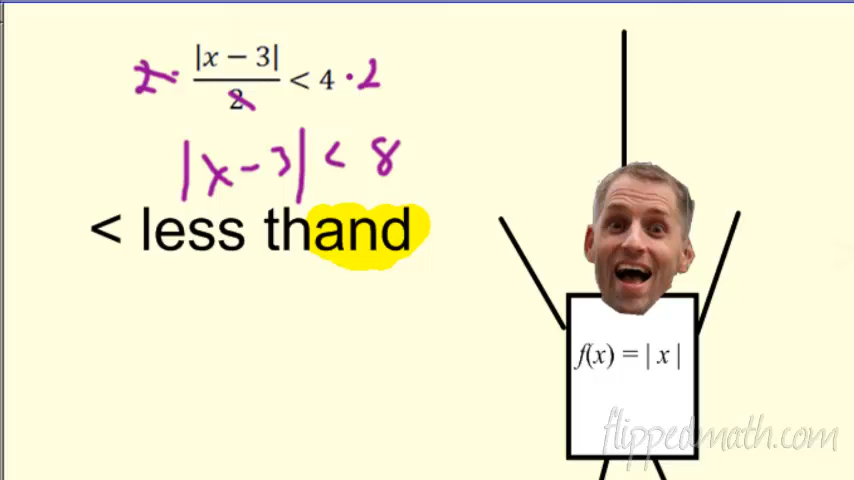 2· |x − 3|/2 < 4 ·2
|x-3| < 8
< less thand
f(x) = | x |
flippedmath.com